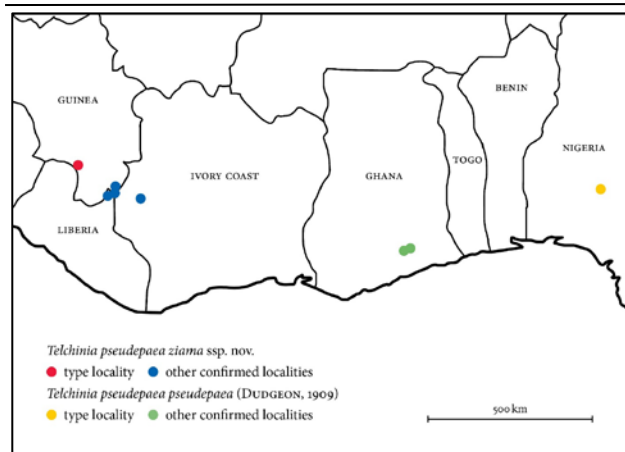 BENIN
GUINEA
NIGERIA
TOGO
IVORY COAST
GHANA
LIBERIA
Telchinia pseudepaea ziama ssp. nov.
type locality other confirmed localities
Telchinia pseudepaea pseudepaea (DUDGEON, 1909)
type locality other confirmed localities
500 km